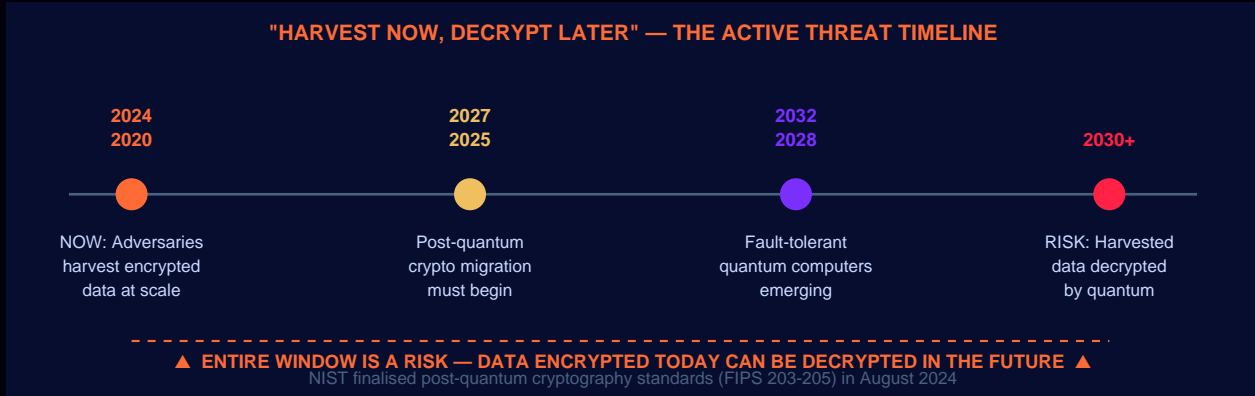 "HARVEST NOW, DECRYPT LATER" — THE ACTIVE THREAT TIMELINE
2024
2020
2027
2025
2032
2028
2030+
NOW: Adversaries
harvest encrypted
data at scale
Post-quantum
crypto migration
must begin
Fault-tolerant
quantum computers
emerging
RISK: Harvested
data decrypted
by quantum
▲ ENTIRE WINDOW IS A RISK — DATA ENCRYPTED TODAY CAN BE DECRYPTED IN THE FUTURE ▲
NIST finalised post-quantum cryptography standards (FIPS 203-205) in August 2024